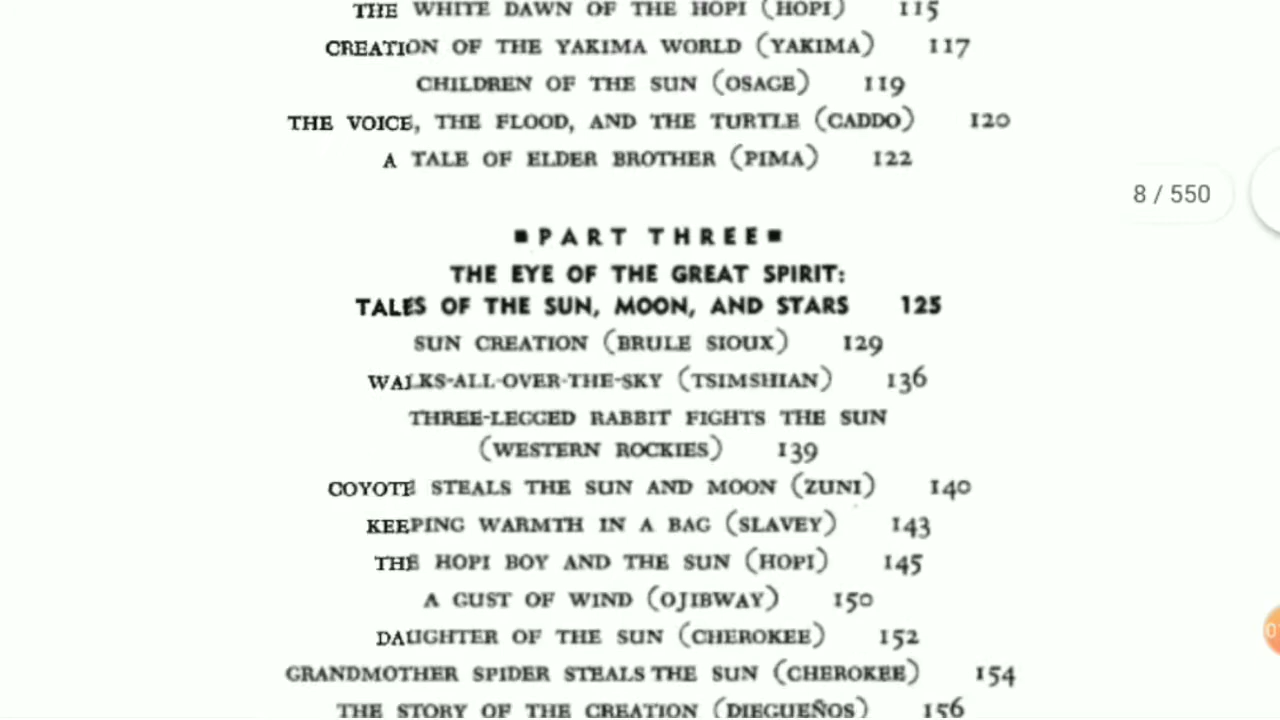 THE WHITE DAWN OF THE HOPI (HOPI) 115
CREATION OF THE YAKIMA WORLD (YAKIMA) 117
CHILDREN OF THE SUN (OSAGE) 119
THE VOICE, THE FLOOD, AND THE TURTLE (CADDO) 120
A TALE OF ELDER BROTHER (PIMA) 122
8 / 550
■ PART THREE ■
THE EYE OF THE GREAT SPIRIT:
TALES OF THE SUN, MOON, AND STARS 125
SUN CREATION (BRULE SIOUX) 129
WALKS-ALL-OVER-THE-SKY (TSIMSHIAN) 136
THREE-LEGGED RABBIT FIGHTS THE SUN
(WESTERN ROCKIES) 139
COYOTE STEALS THE SUN AND MOON (ZUNI) 140
KEEPING WARMTH IN A BAG (SLAVEY) 143
THE HOPI BOY AND THE SUN (HOPI) 145
A GUST OF WIND (OJIBWAY) 150
DAUGHTER OF THE SUN (CHEROKEE) 152
GRANDMOTHER SPIDER STEALS THE SUN (CHEROKEE) 154
THE STORY OF THE CREATION (DIEGUEÑOS) 156